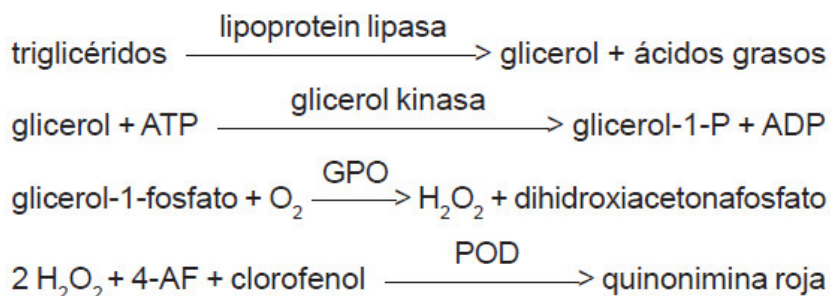 lipoprotein lipasa
triglicéridos ————> glicerol + ácidos grasos
glicerol kinasa
glicerol + ATP ————> glicerol-1-P + ADP
GPO
glicerol-1-fosfato + O₂ ————> H₂O₂ + dihidroxiacetonafosfato
POD
2 H₂O₂ + 4-AF + clorofenol ————> quinonimina roja